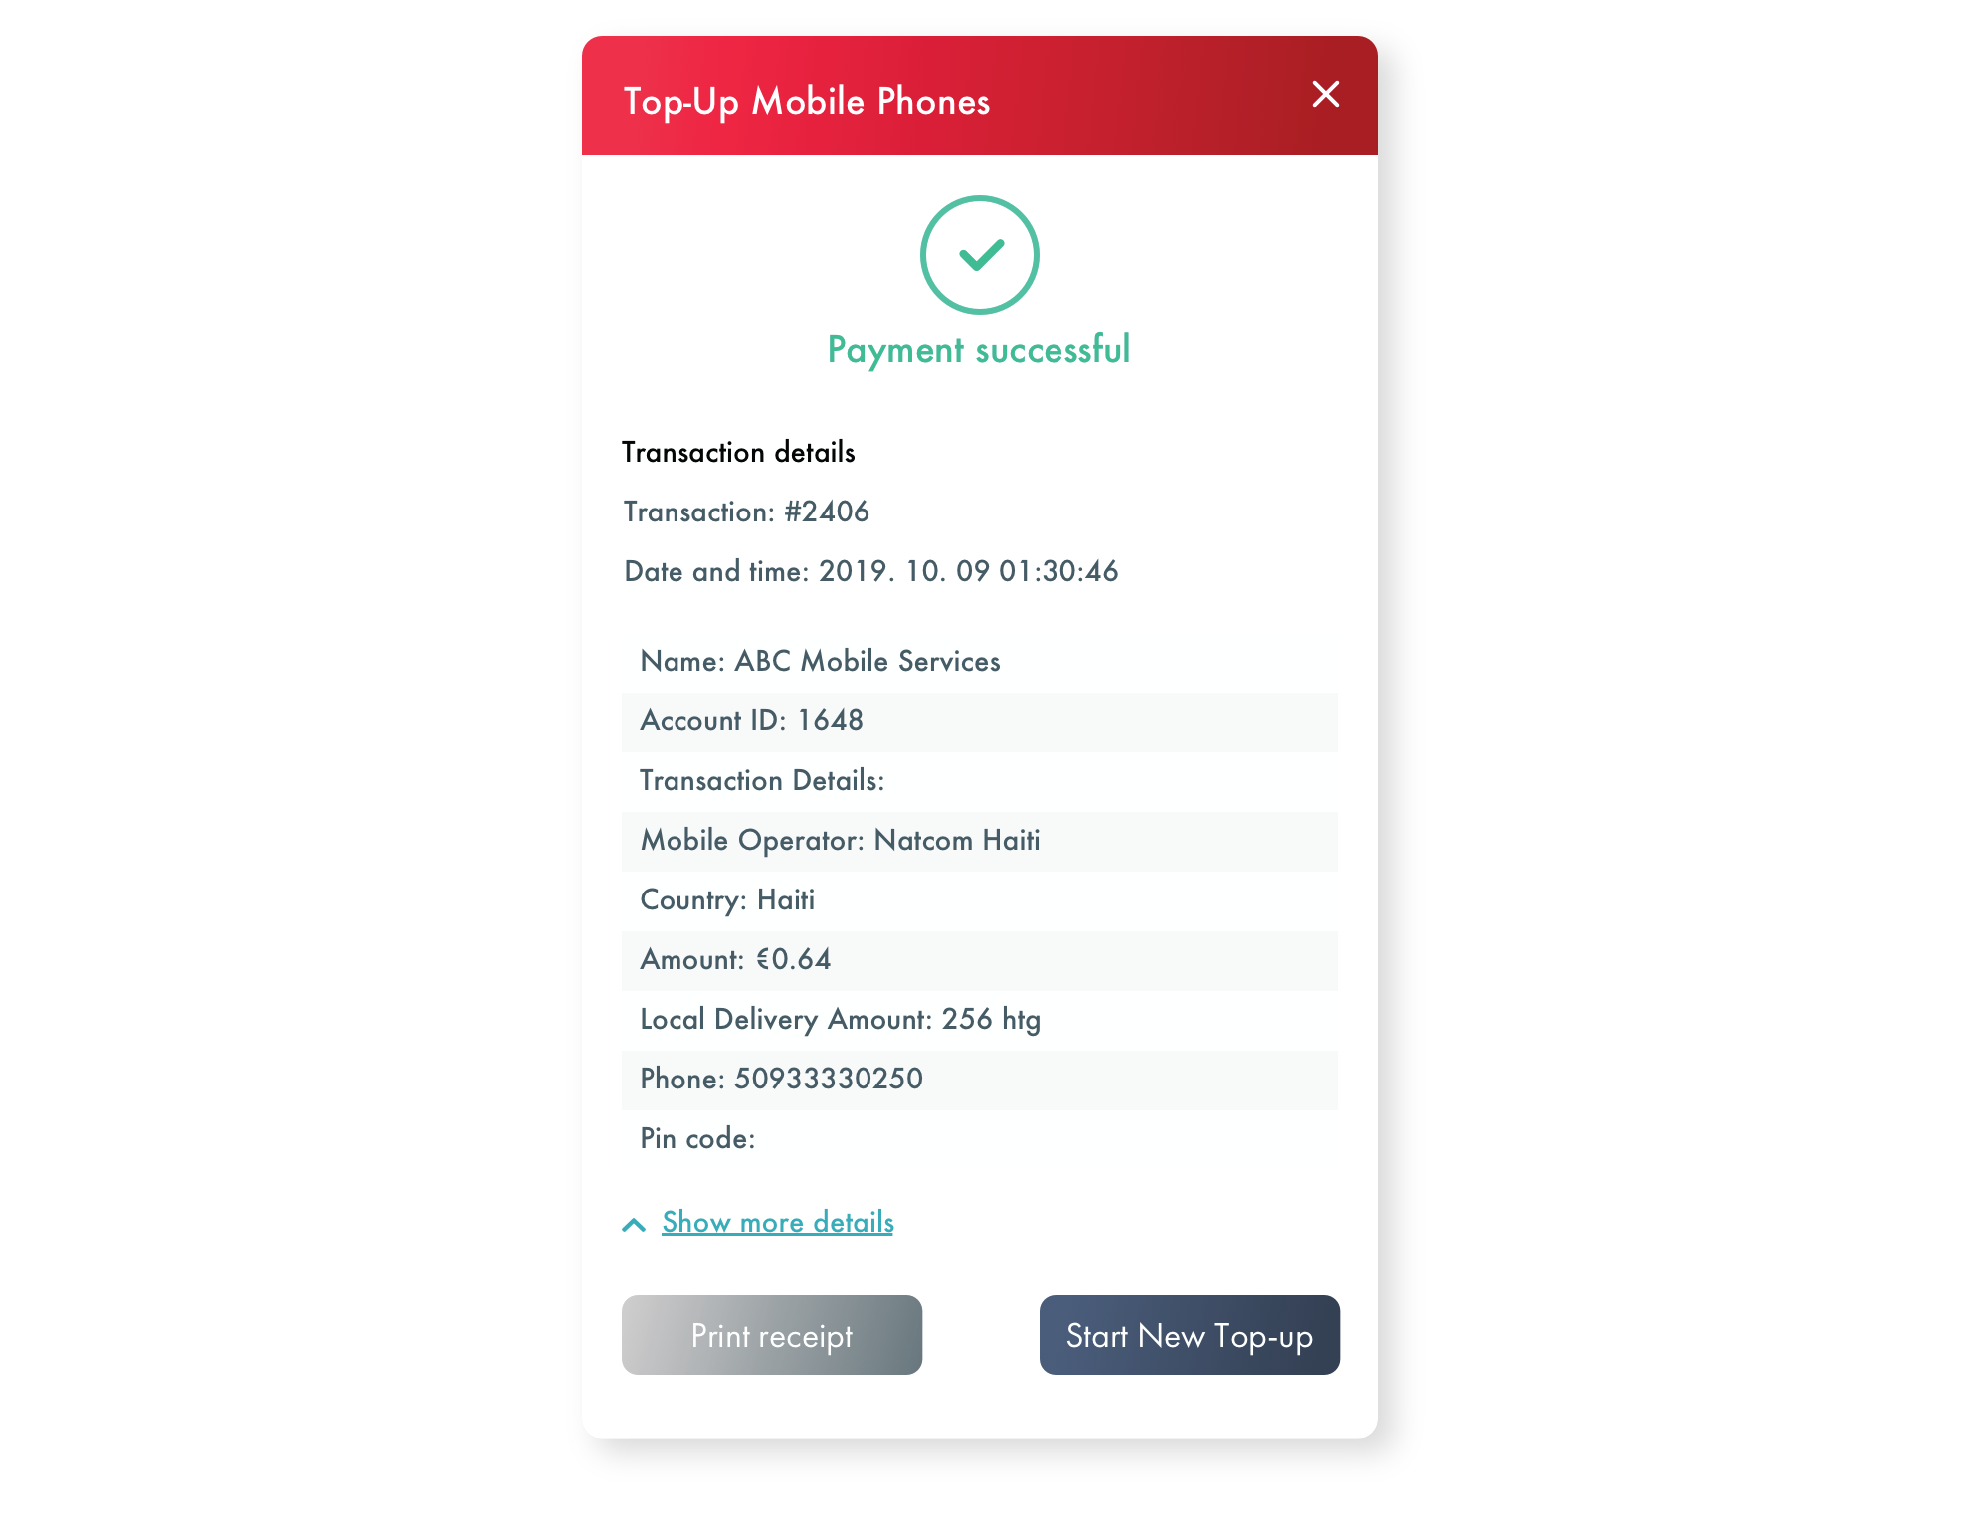 Top-Up Mobile Phones
Payment successful
Transaction details
Transaction: #2406
Date and time: 2019. 10. 09 01:30:46
Name: ABC Mobile Services
Account ID: 1648
Transaction Details:
Mobile Operator: Natcom Haiti
Country: Haiti
Amount: €0.64
Local Delivery Amount: 256 htg
Phone: 50933330250
Pin code:
Show more details
Print receipt
Start New Top-up